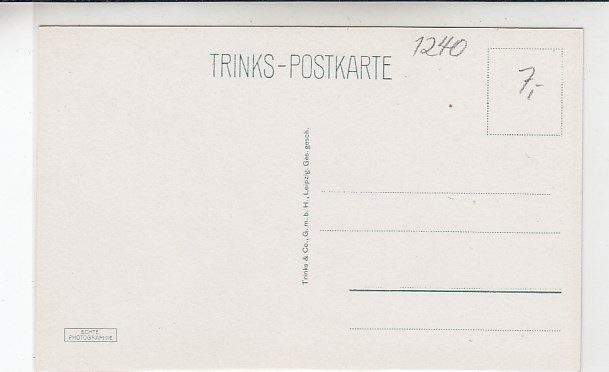 1240
TRINKS-POSTKARTE
7,-
Trinks & Co., G. m. b. H., Leipzig. Ges. gesch.
ECHTE
PHOTOGRAPHIE